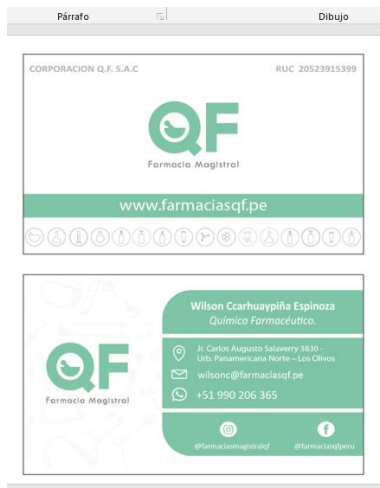 Párrafo Dibujo
CORPORACION Q.F. S.A.C RUC 20523915399
QF
Farmacia Magistral
www.farmaciasqf.pe
Wilson Ccarhuaypiña Espinoza
Químico Farmacéutico.
Jr. Carlos Augusto Salaverry 3830 -
Urb. Panamericana Norte – Los Olivos
wilsonc@farmaciasqf.pe
+51 990 206 365
QF
Farmacia Magistral
@farmaciasmagistralqf @farmaciasqfperu